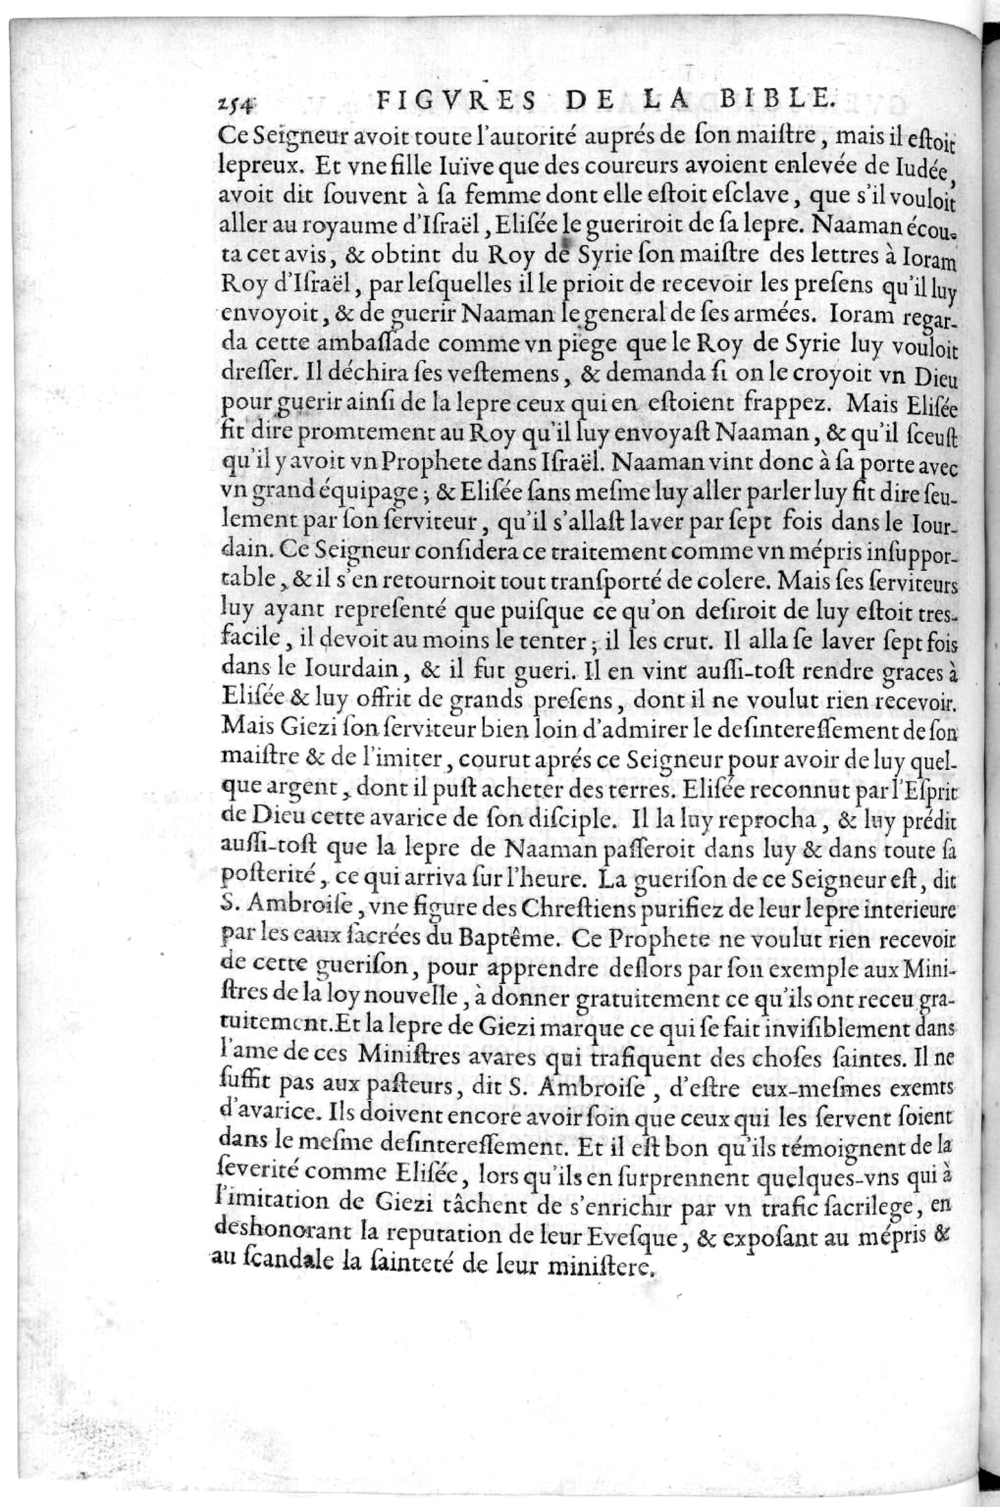 254 FIGVRES DE LA BIBLE.
Ce Seigneur avoit toute l'autorité auprés de ſon maiſtre, mais il eſtoit
lepreux. Et vne fille Iuïve que des coureurs avoient enlevée de Iudée,
avoit dit ſouvent à ſa femme dont elle eſtoit eſclave, que s'il vouloit
aller au royaume d'Iſraël, Eliſée le gueriroit de ſa lepre. Naaman écou-
ta cet avis, & obtint du Roy de Syrie ſon maiſtre des lettres à Ioram
Roy d'Iſraël, par leſquelles il le prioit de recevoir les preſens qu'il luy
envoyoit, & de guerir Naaman le general de ſes armées. Ioram regar-
da cette ambaſſade comme vn piege que le Roy de Syrie luy vouloit
dreſſer. Il déchira ſes veſtemens, & demanda ſi on le croyoit vn Dieu
pour guerir ainſi de la lepre ceux qui en eſtoient frappez. Mais Eliſée
fit dire promtement au Roy qu'il luy envoyaſt Naaman, & qu'il ſceuſt
qu'il y avoit vn Prophete dans Iſraël. Naaman vint donc à ſa porte avec
vn grand équipage; & Eliſée ſans meſme luy aller parler luy fit dire ſeu-
lement par ſon ſerviteur, qu'il s'allaſt laver par ſept fois dans le Iour-
dain. Ce Seigneur conſidera ce traitement comme vn mépris inſuppor-
table, & il s'en retournoit tout tranſporté de colere. Mais ſes ſerviteurs
luy ayant repreſenté que puiſque ce qu'on deſiroit de luy eſtoit tres-
facile, il devoit au moins le tenter; il les crut. Il alla ſe laver ſept fois
dans le Iourdain, & il fut gueri. Il en vint auſſi-toſt rendre graces à
Eliſée & luy offrit de grands preſens, dont il ne voulut rien recevoir.
Mais Giezi ſon ſerviteur bien loin d'admirer le deſintereſſement de ſon
maiſtre & de l'imiter, courut aprés ce Seigneur pour avoir de luy quel-
que argent, dont il puſt acheter des terres. Eliſée reconnut par l'Eſprit
de Dieu cette avarice de ſon diſciple. Il la luy reprocha, & luy prédit
auſſi-toſt que la lepre de Naaman paſſeroit dans luy & dans toute ſa
poſterité, ce qui arriva ſur l'heure. La gueriſon de ce Seigneur eſt, dit
S. Ambroiſe, vne figure des Chreſtiens purifiez de leur lepre interieure
par les eaux ſacrées du Baptême. Ce Prophete ne voulut rien recevoir
de cette gueriſon, pour apprendre deſlors par ſon exemple aux Mini-
ſtres de la loy nouvelle, à donner gratuitement ce qu'ils ont receu gra-
tuitement. Et la lepre de Giezi marque ce qui ſe fait inviſiblement dans
l'ame de ces Miniſtres avares qui trafiquent des choſes ſaintes. Il ne
ſuffit pas aux paſteurs, dit S. Ambroiſe, d'eſtre eux-meſmes exemts
d'avarice. Ils doivent encore avoir ſoin que ceux qui les ſervent ſoient
dans le meſme deſintereſſement. Et il eſt bon qu'ils témoignent de la
ſeverité comme Eliſée, lors qu'ils en ſurprennent quelques-vns qui à
l'imitation de Giezi tâchent de s'enrichir par vn trafic ſacrilege, en
deshonorant la reputation de leur Eveſque, & expoſant au mépris &
au ſcandale la ſainteté de leur miniſtere.